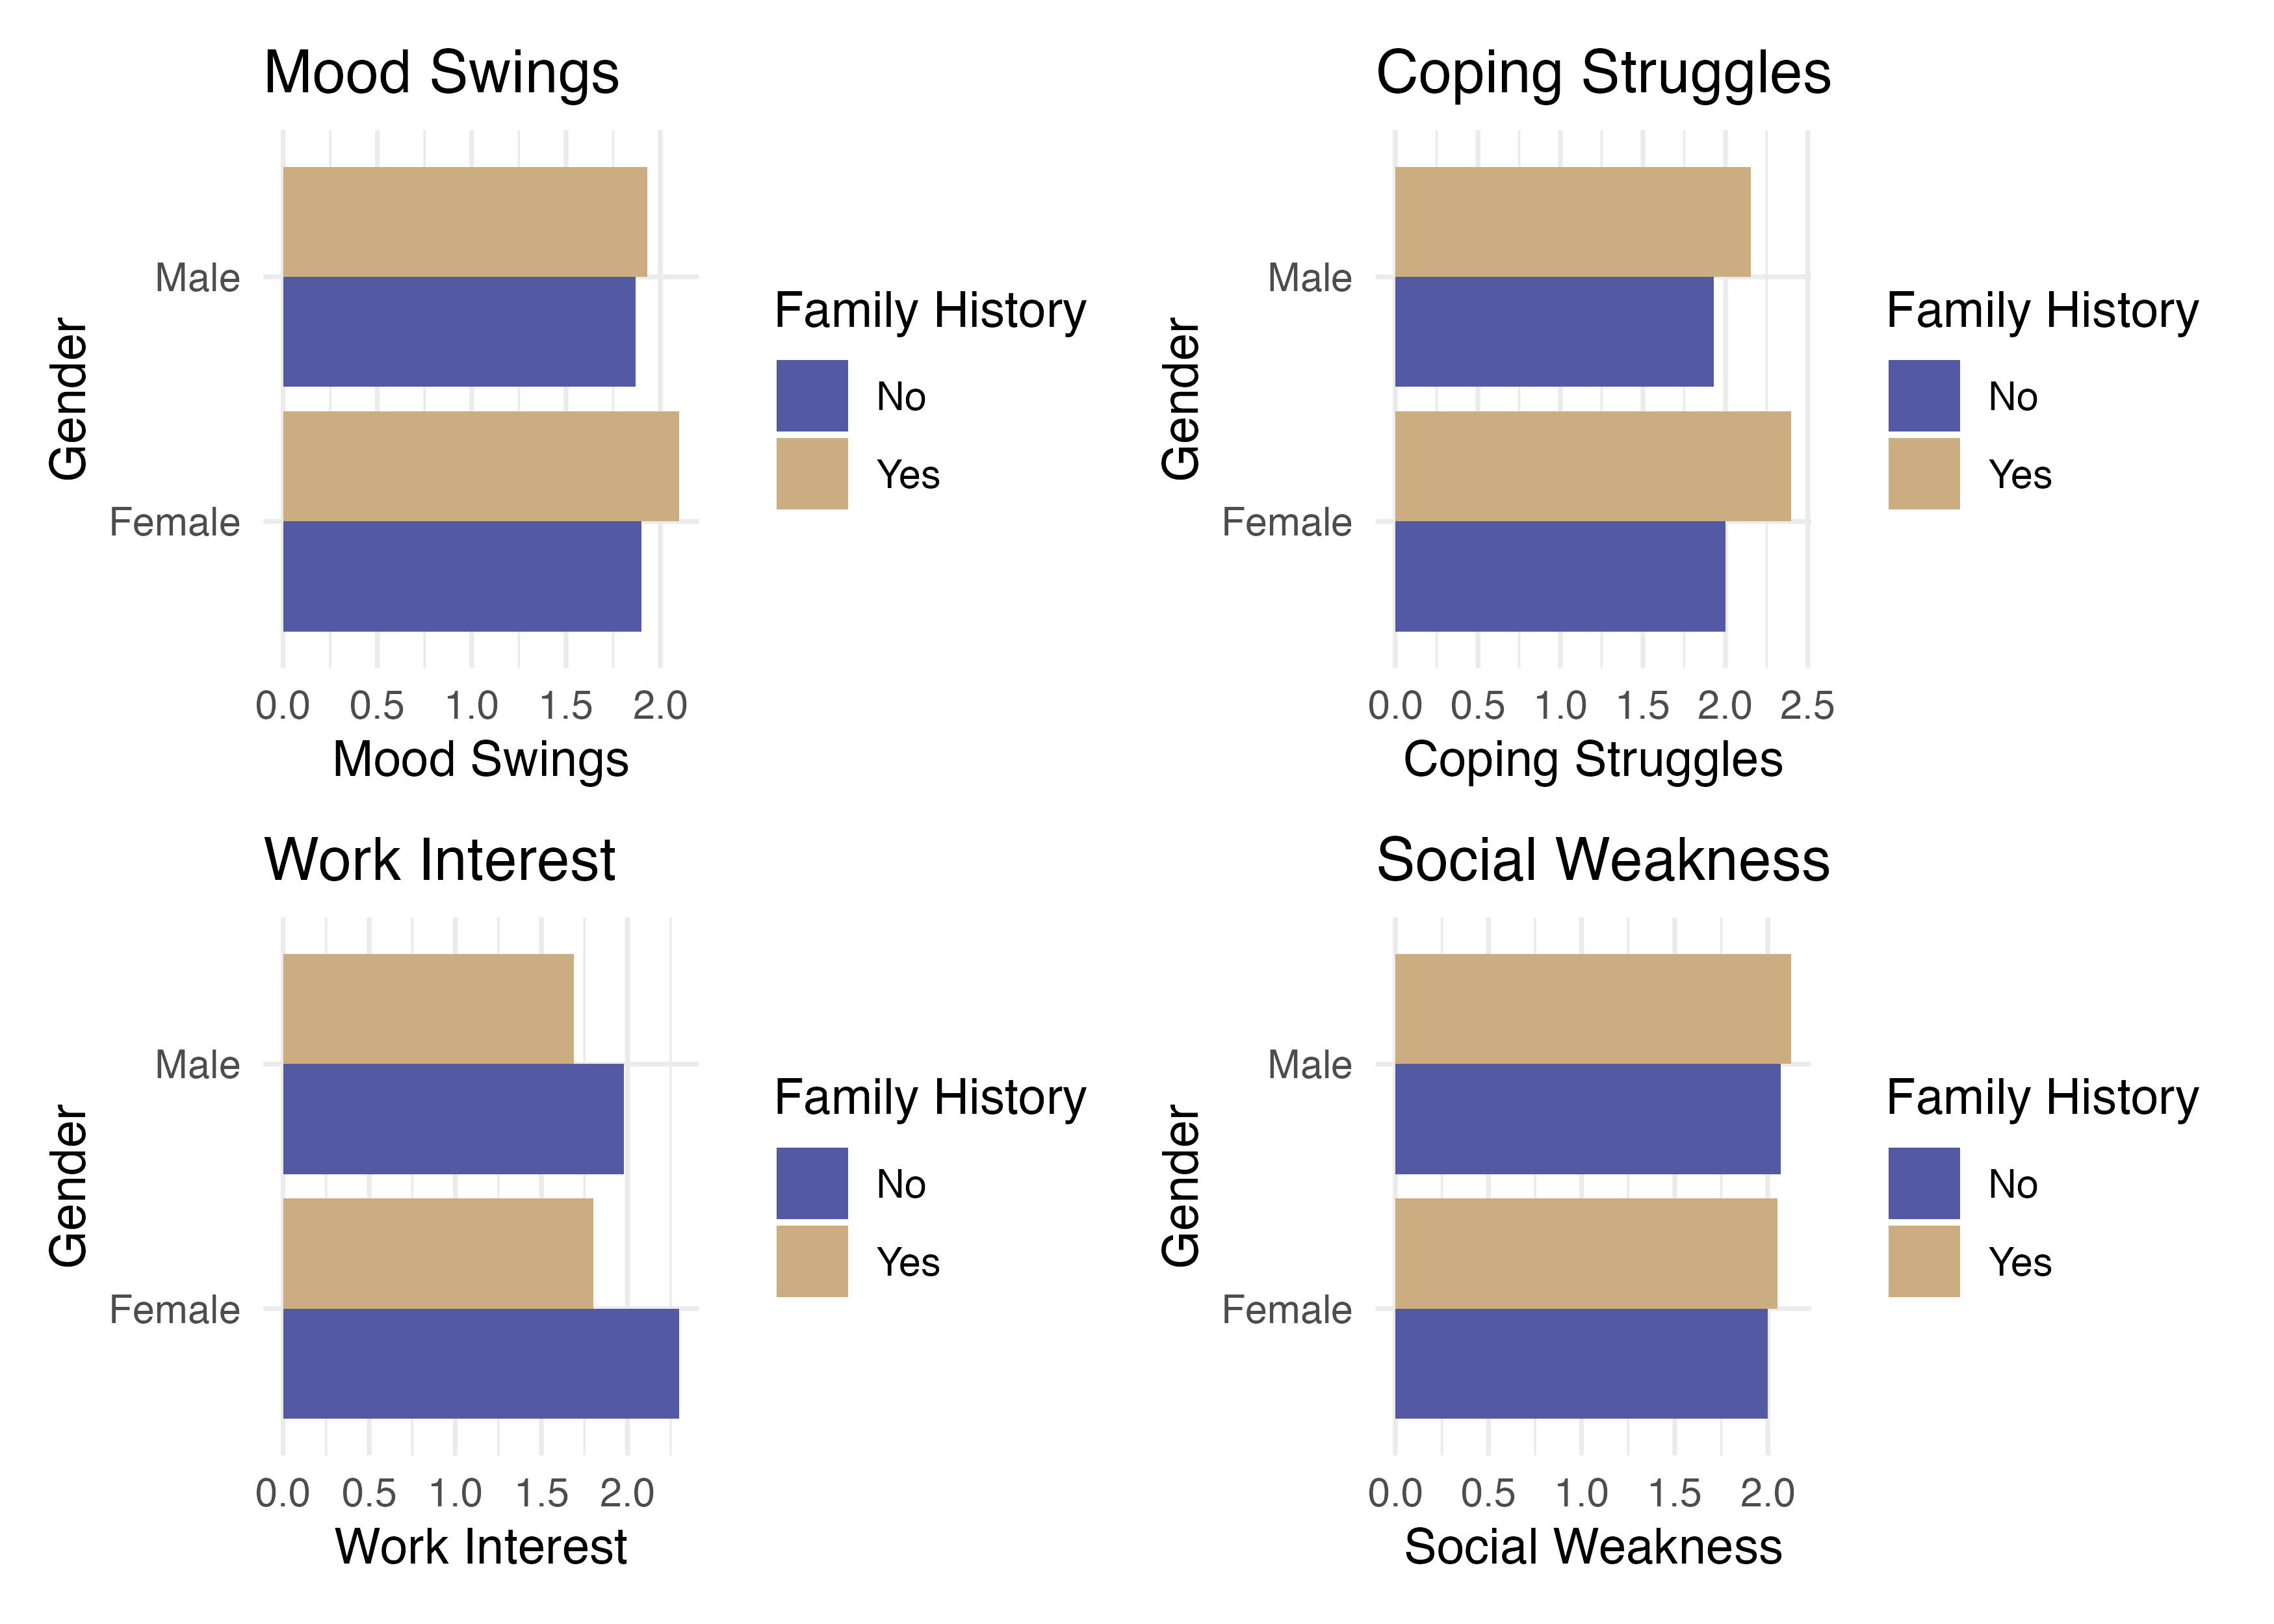 Mood Swings
Gender
Male
Female
0.0 0.5 1.0 1.5 2.0
Mood Swings
Family History
No
Yes
Coping Struggles
Gender
Male
Female
0.0 0.5 1.0 1.5 2.0 2.5
Coping Struggles
Family History
No
Yes
Work Interest
Gender
Male
Female
0.0 0.5 1.0 1.5 2.0
Work Interest
Family History
No
Yes
Social Weakness
Gender
Male
Female
0.0 0.5 1.0 1.5 2.0
Social Weakness
Family History
No
Yes